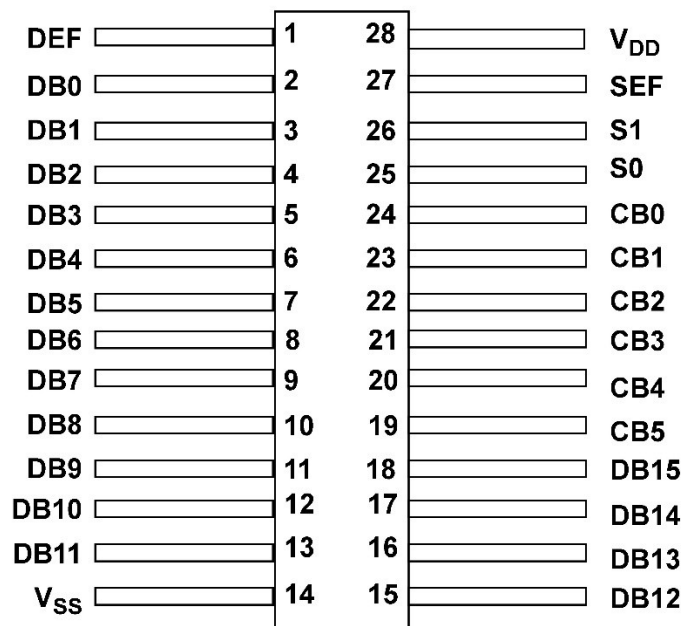 DEF 1 28 VDD
DB0 2 27 SEF
DB1 3 26 S1
DB2 4 25 S0
DB3 5 24 CB0
DB4 6 23 CB1
DB5 7 22 CB2
DB6 8 21 CB3
DB7 9 20 CB4
DB8 10 19 CB5
DB9 11 18 DB15
DB10 12 17 DB14
DB11 13 16 DB13
VSS 14 15 DB12